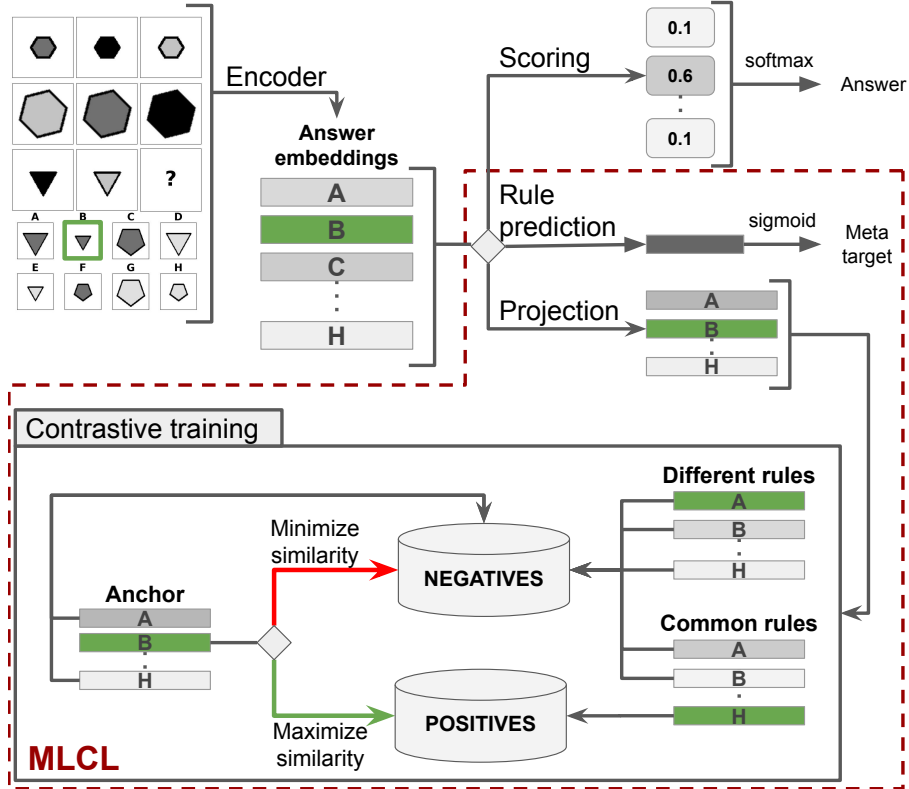 Encoder
?
A B C D
E F G H
Answer
embeddings
A
B
C
H
Scoring
0.1
0.6
0.1
softmax
Answer
Rule
prediction
sigmoid
Meta
target
Projection
A
B
H
Contrastive training
Anchor
A
B
H
Minimize
similarity
NEGATIVES
Maximize
similarity
POSITIVES
Different rules
A
B
H
Common rules
A
B
H
MLCL